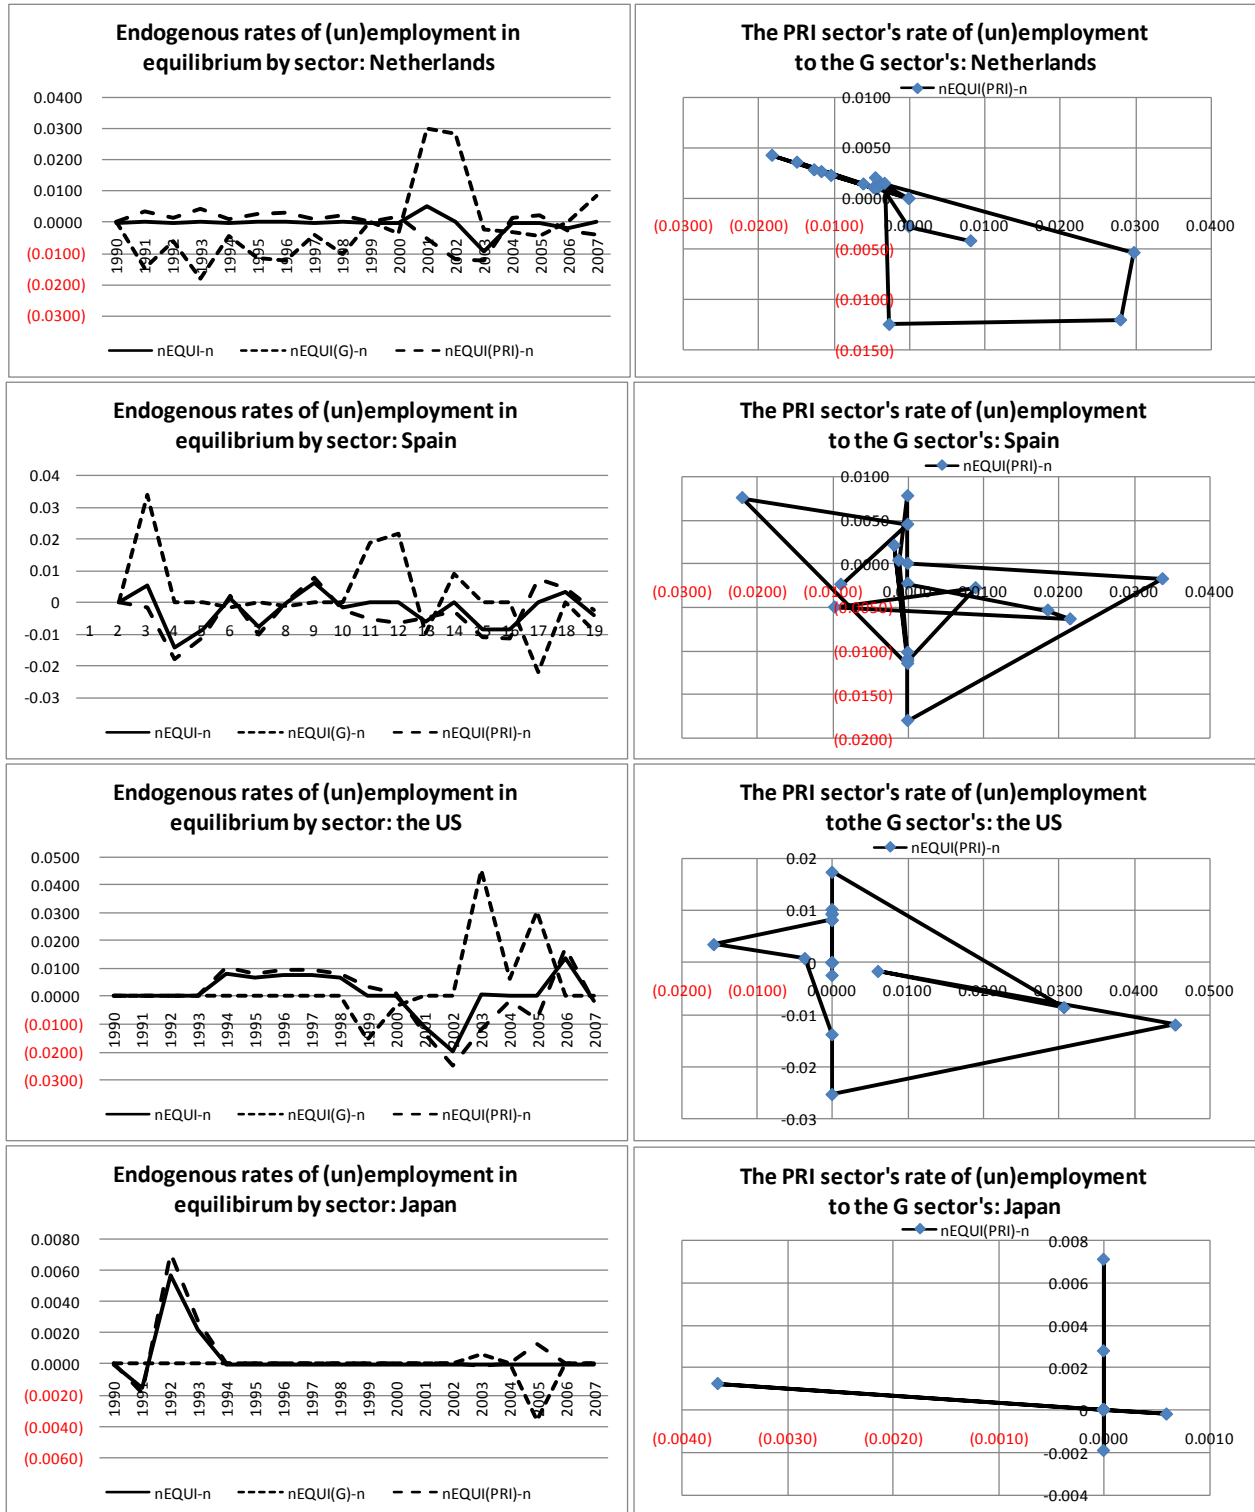 Endogenous rates of (un)employment in
equilibrium by sector: Netherlands
0.0400
0.0300
0.0200
0.0100
0.0000
(0.0100)
(0.0200)
(0.0300)
1990 1991 1992 1993 1994 1995 1996 1997 1998 1999 2000 2001 2002 2003 2004 2005 2006 2007
nEQUI-n nEQUI(G)-n nEQUI(PRI)-n
The PRI sector's rate of (un)employment
to the G sector's: Netherlands
nEQUI(PRI)-n
0.0100
0.0050
0.0000
(0.0050)
(0.0100)
(0.0150)
(0.0300) (0.0200) (0.0100) 0.0000 0.0100 0.0200 0.0300 0.0400
Endogenous rates of (un)employment in
equilibrium by sector: Spain
0.04
0.03
0.02
0.01
0
-0.01
-0.02
-0.03
1 2 3 4 5 6 7 8 9 10 11 12 13 14 15 16 17 18 19
nEQUI-n nEQUI(G)-n nEQUI(PRI)-n
The PRI sector's rate of (un)employment
to the G sector's: Spain
nEQUI(PRI)-n
0.0100
0.0050
0.0000
(0.0050)
(0.0100)
(0.0150)
(0.0200)
(0.0300) (0.0200) (0.0100) 0.0000 0.0100 0.0200 0.0300 0.0400
Endogenous rates of (un)employment in
equilibrium by sector: the US
0.0500
0.0400
0.0300
0.0200
0.0100
0.0000
(0.0100)
(0.0200)
(0.0300)
1990 1991 1992 1993 1994 1995 1996 1997 1998 1999 2000 2001 2002 2003 2004 2005 2006 2007
nEQUI-n nEQUI(G)-n nEQUI(PRI)-n
The PRI sector's rate of (un)employment
tothe G sector's: the US
nEQUI(PRI)-n
0.02
0.01
0
-0.01
-0.02
-0.03
(0.0200) (0.0100) 0.0000 0.0100 0.0200 0.0300 0.0400 0.0500
Endogenous rates of (un)employment in
equilibirum by sector: Japan
0.0080
0.0060
0.0040
0.0020
0.0000
(0.0020)
(0.0040)
(0.0060)
1990 1991 1992 1993 1994 1995 1996 1997 1998 1999 2000 2001 2002 2003 2004 2005 2006 2007
nEQUI-n nEQUI(G)-n nEQUI(PRI)-n
The PRI sector's rate of (un)employment
to the G sector's: Japan
nEQUI(PRI)-n
0.008
0.006
0.004
0.002
0
-0.002
-0.004
(0.0040) (0.0030) (0.0020) (0.0010) 0.0000 0.0010